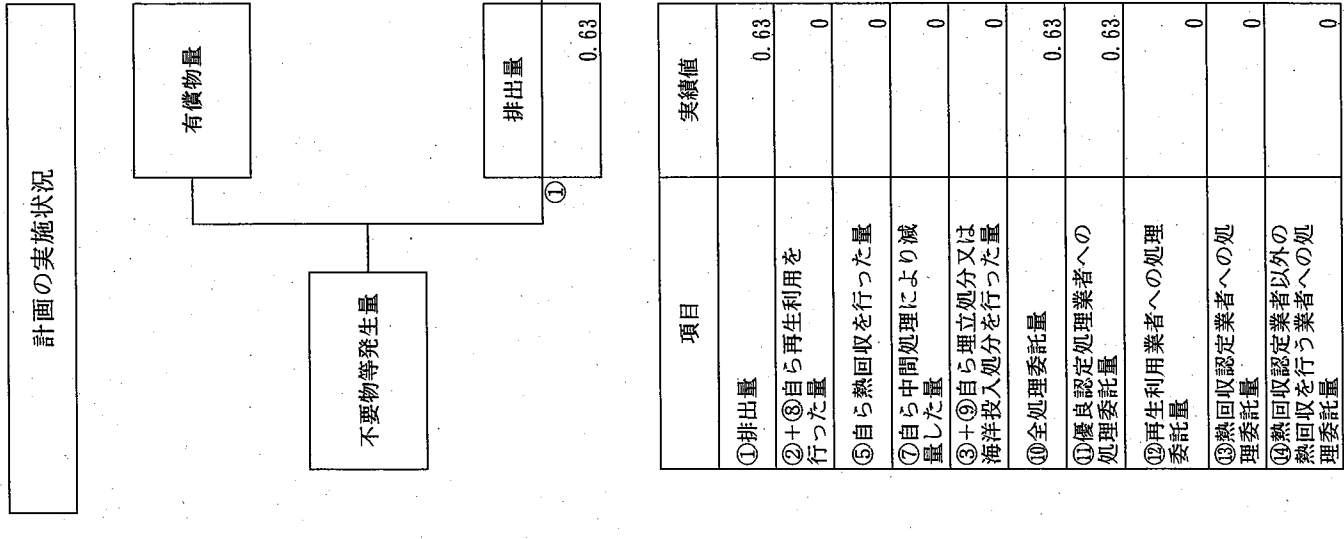 計画の実施状況
有償物量
不要物等発生量
排出量
0.63
①
項目
実績値
①排出量
0.63
②+⑧自ら再生利用を
行った量
0
⑤自ら熱回収を行った量
0
⑦自ら中間処理により減
量した量
0
③+⑨自ら埋立処分又は
海洋投入処分を行った量
0
⑩全処理委託量
0.63
⑪優良認定処理業者への
処理委託量
0.63
⑫再生利用業者への処理
委託量
0
⑬熱回収認定業者への処
理委託量
0
⑭熱回収認定業者以外の
熱回収を行う業者への処
理委託量
0